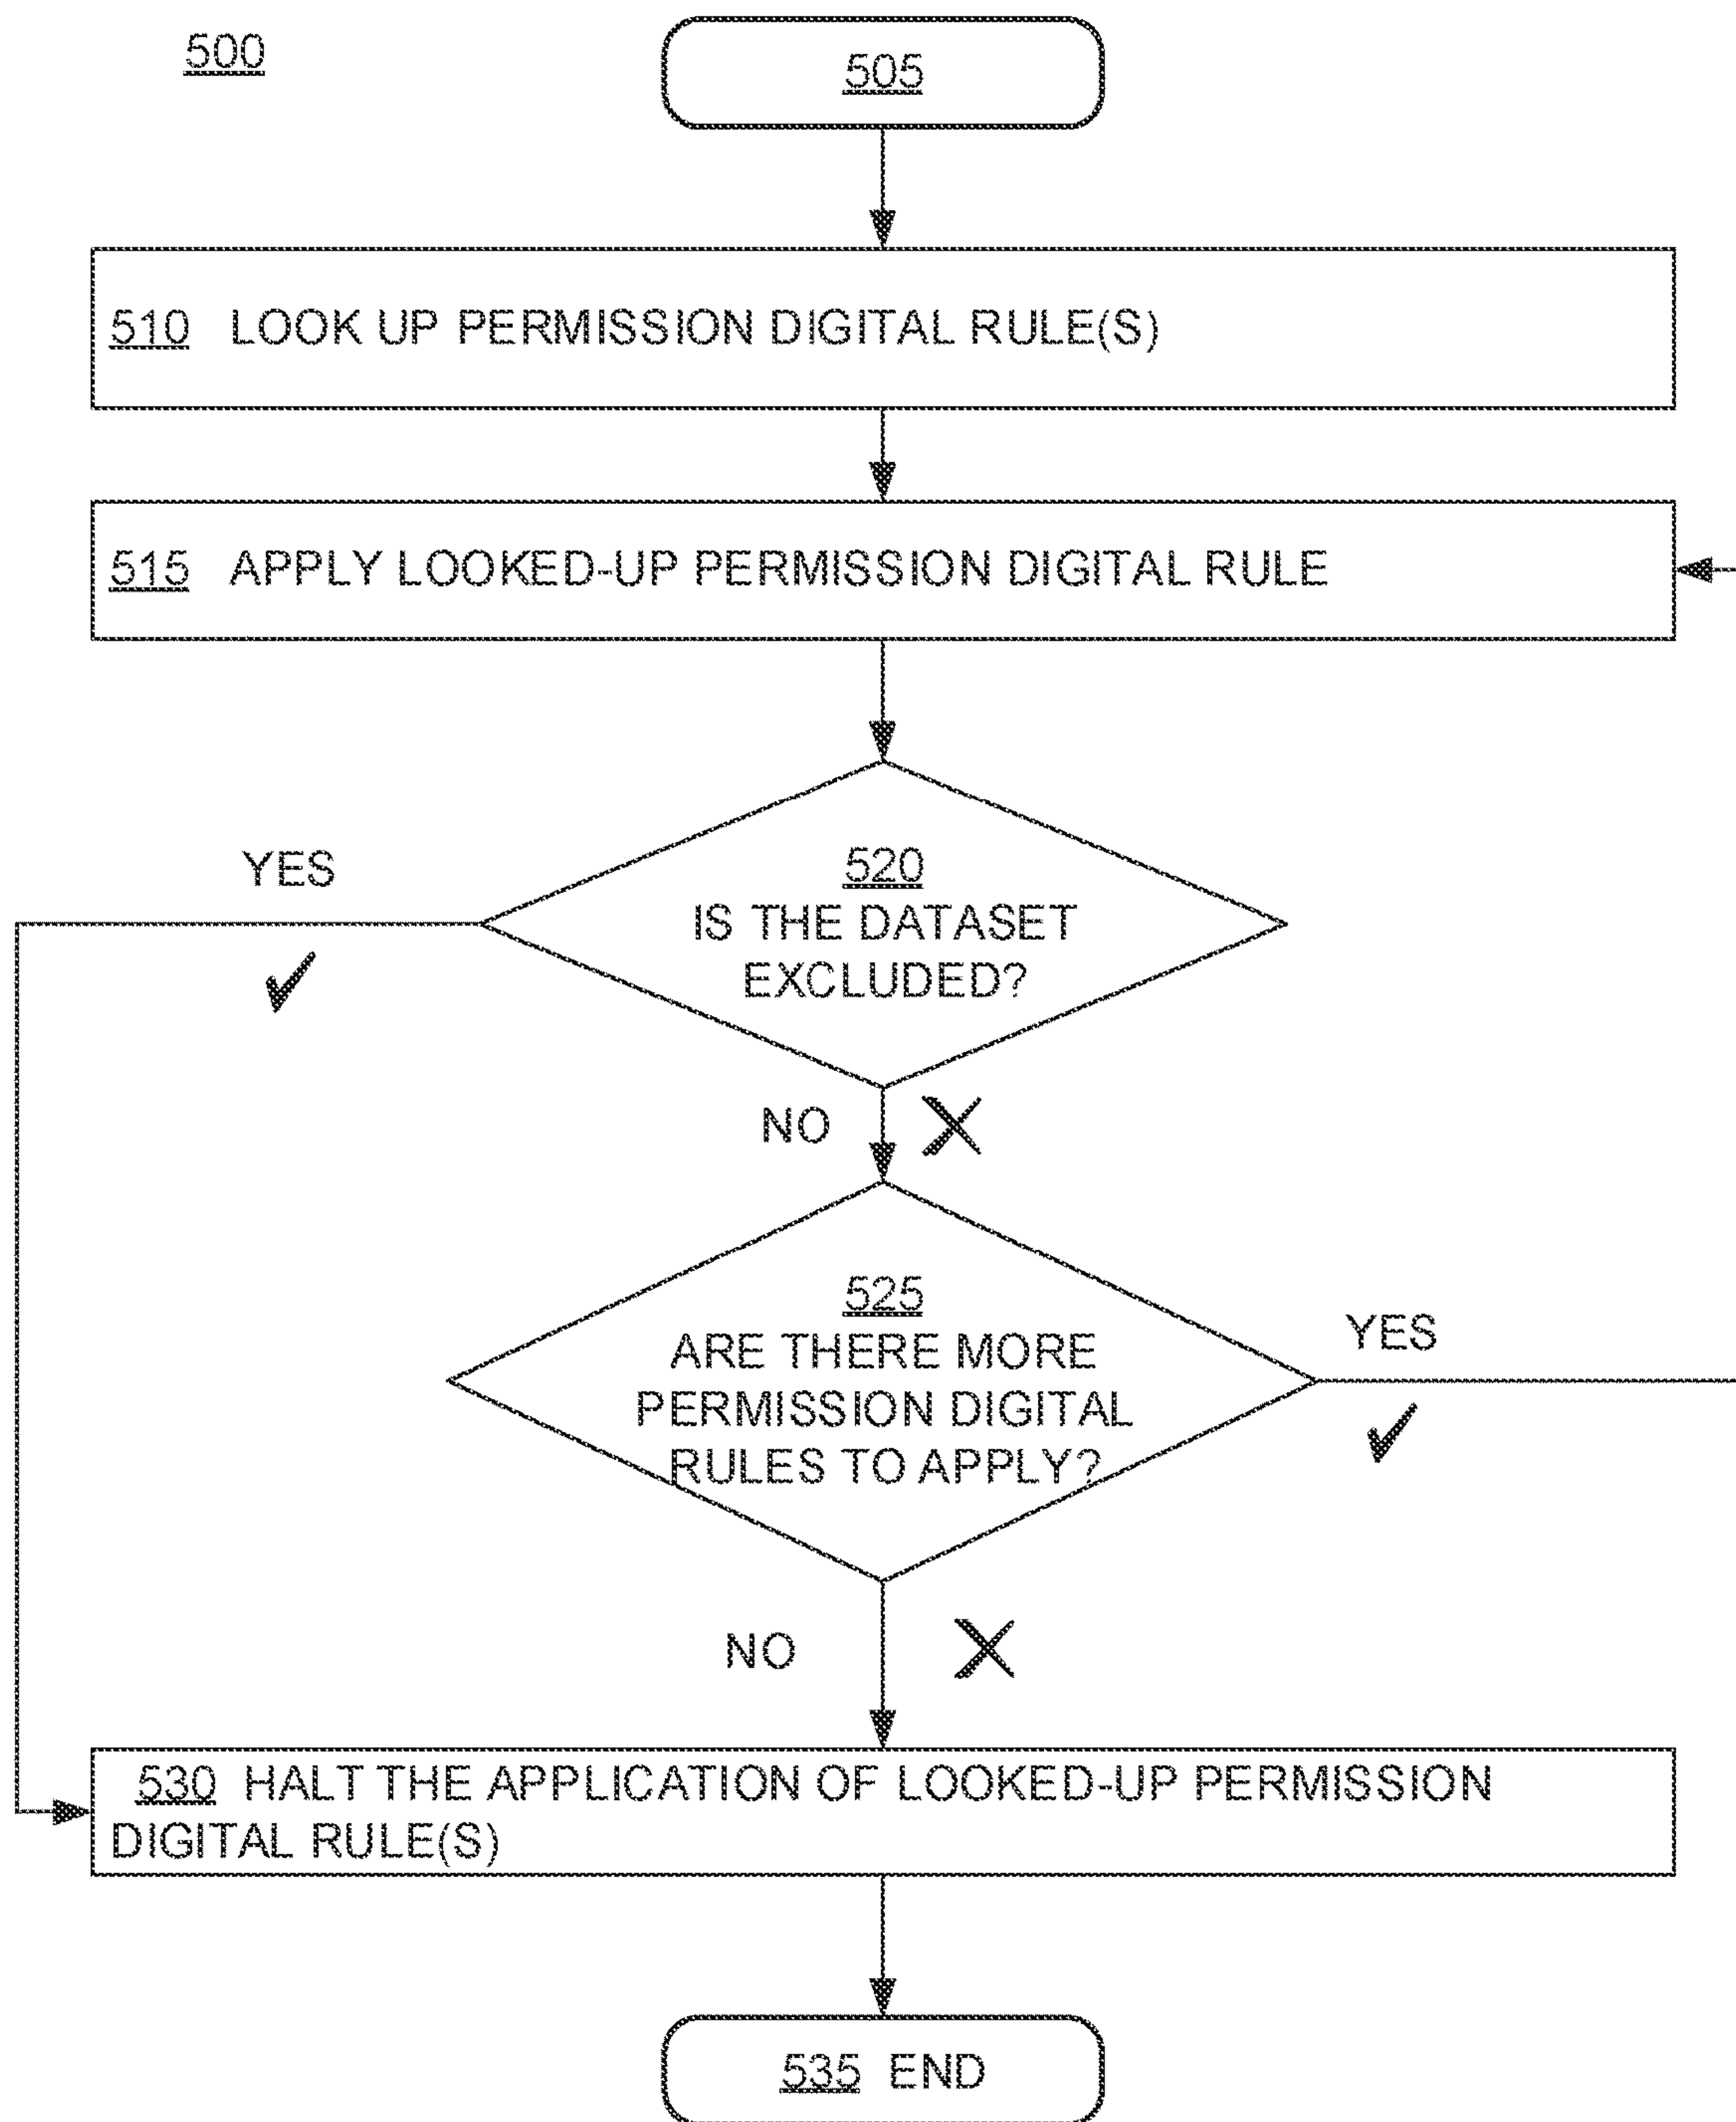 500
505
510 LOOK UP PERMISSION DIGITAL RULE(S)
515 APPLY LOOKED-UP PERMISSION DIGITAL RULE
YES
520
IS THE DATASET
EXCLUDED?
NO
525
ARE THERE MORE
PERMISSION DIGITAL
RULES TO APPLY?
YES
NO
530 HALT THE APPLICATION OF LOOKED-UP PERMISSION
DIGITAL RULE(S)
535 END